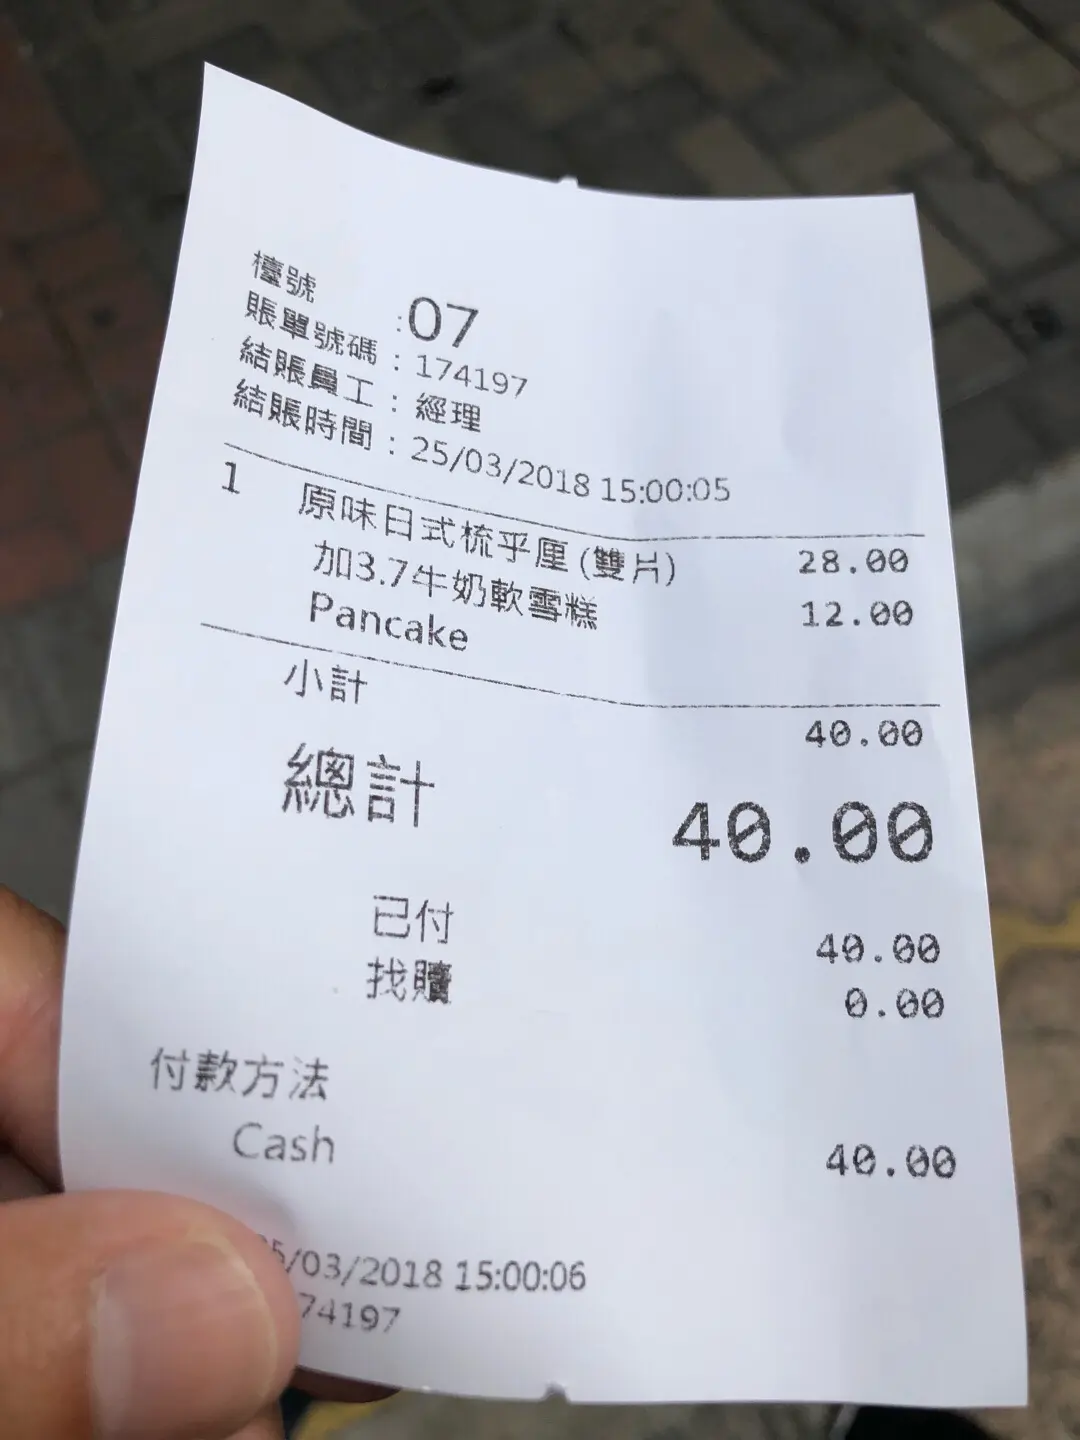 檯號 :07
賬單號碼 : 174197
結賬員工 : 經理
結賬時間 : 25/03/2018 15:00:05
1 原味日式梳乎厘 (雙片) 28.00
加3.7牛奶軟雪糕 12.00
Pancake
小計 40.00
總計 40.00
已付 40.00
找贖 0.00
付款方法
Cash 40.00
5/03/2018 15:00:06
74197